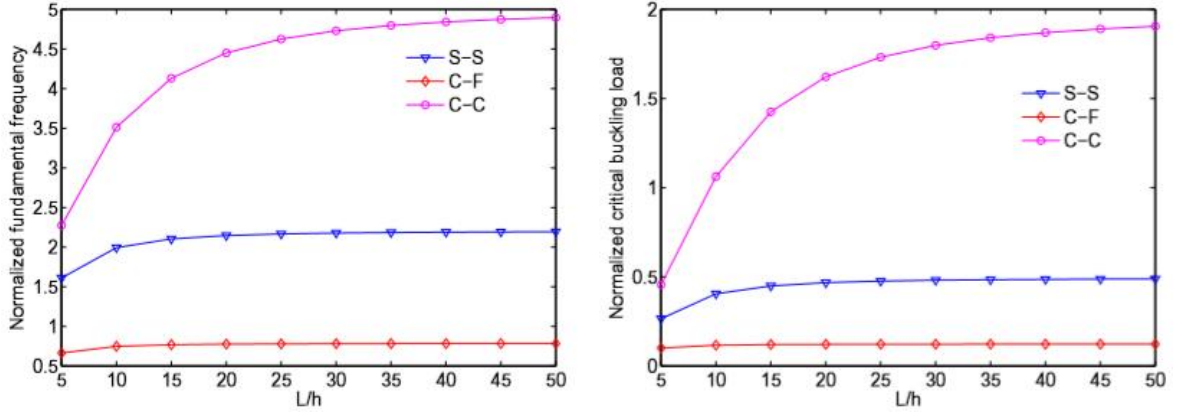 Normalized fundamental frequency
5
4.5
4
3.5
3
2.5
2
1.5
1
0.5
S-S
C-F
C-C
5 10 15 20 25 30 35 40 45 50
L/h
Normalized critical buckling load
2
1.5
1
0.5
0
S-S
C-F
C-C
5 10 15 20 25 30 35 40 45 50
L/h